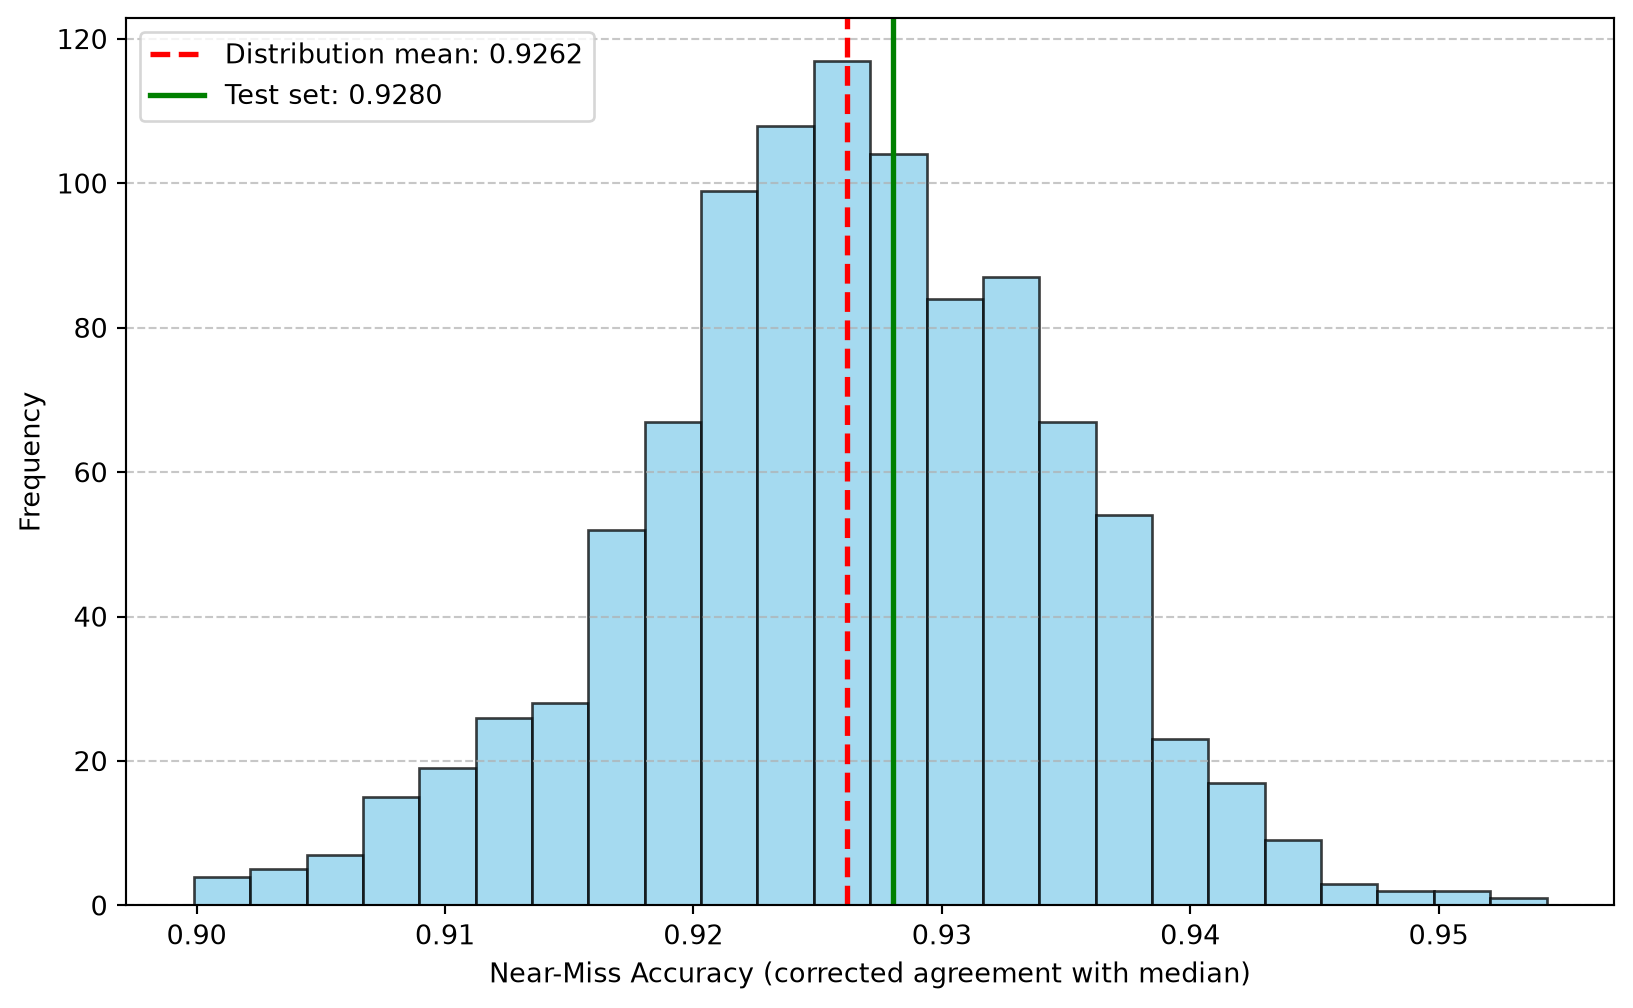 Distribution mean: 0.9262
Test set: 0.9280
120
100
80
60
40
20
0
Frequency
0.90 0.91 0.92 0.93 0.94 0.95
Near-Miss Accuracy (corrected agreement with median)